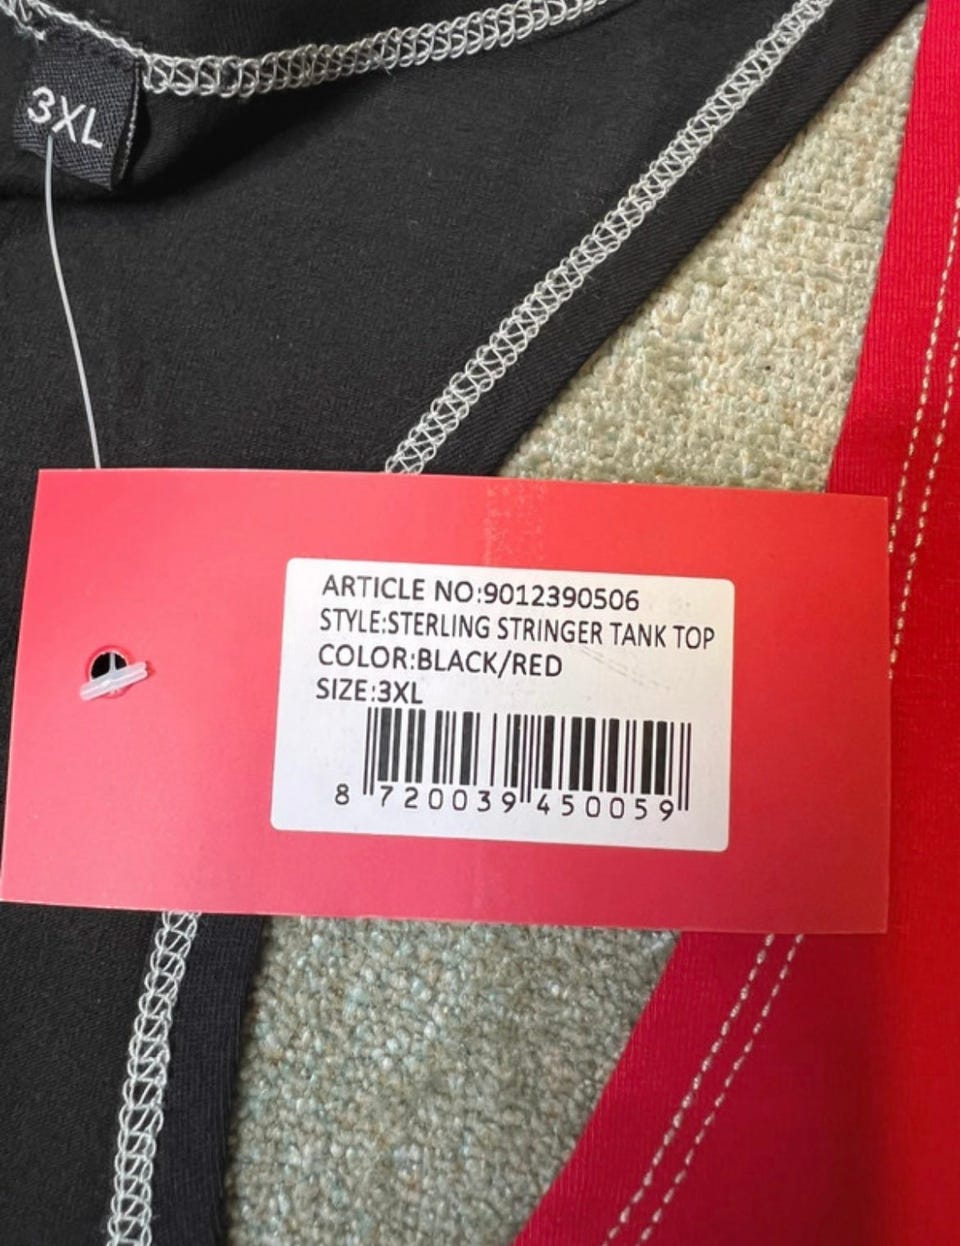 3XL
ARTICLE NO:9012390506
STYLE:STERLING STRINGER TANK TOP
COLOR:BLACK/RED
SIZE:3XL
8 720039 450059